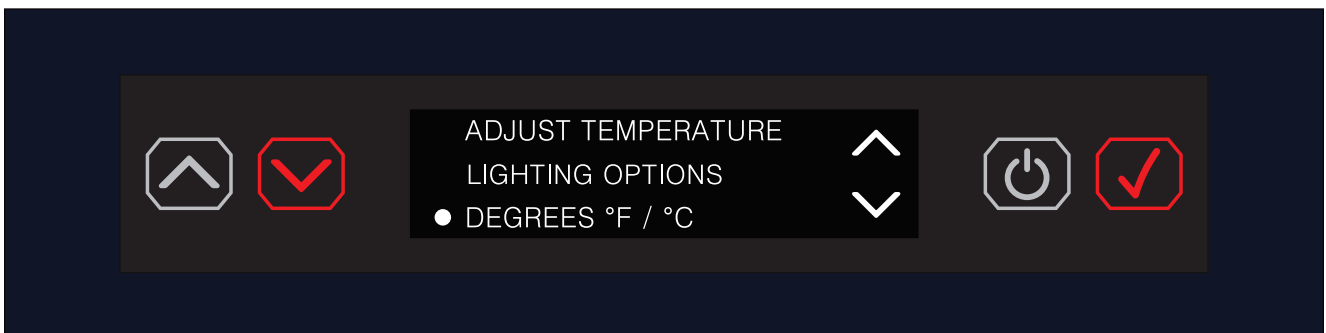 ADJUST TEMPERATURE
LIGHTING OPTIONS
DEGREES °F / °C